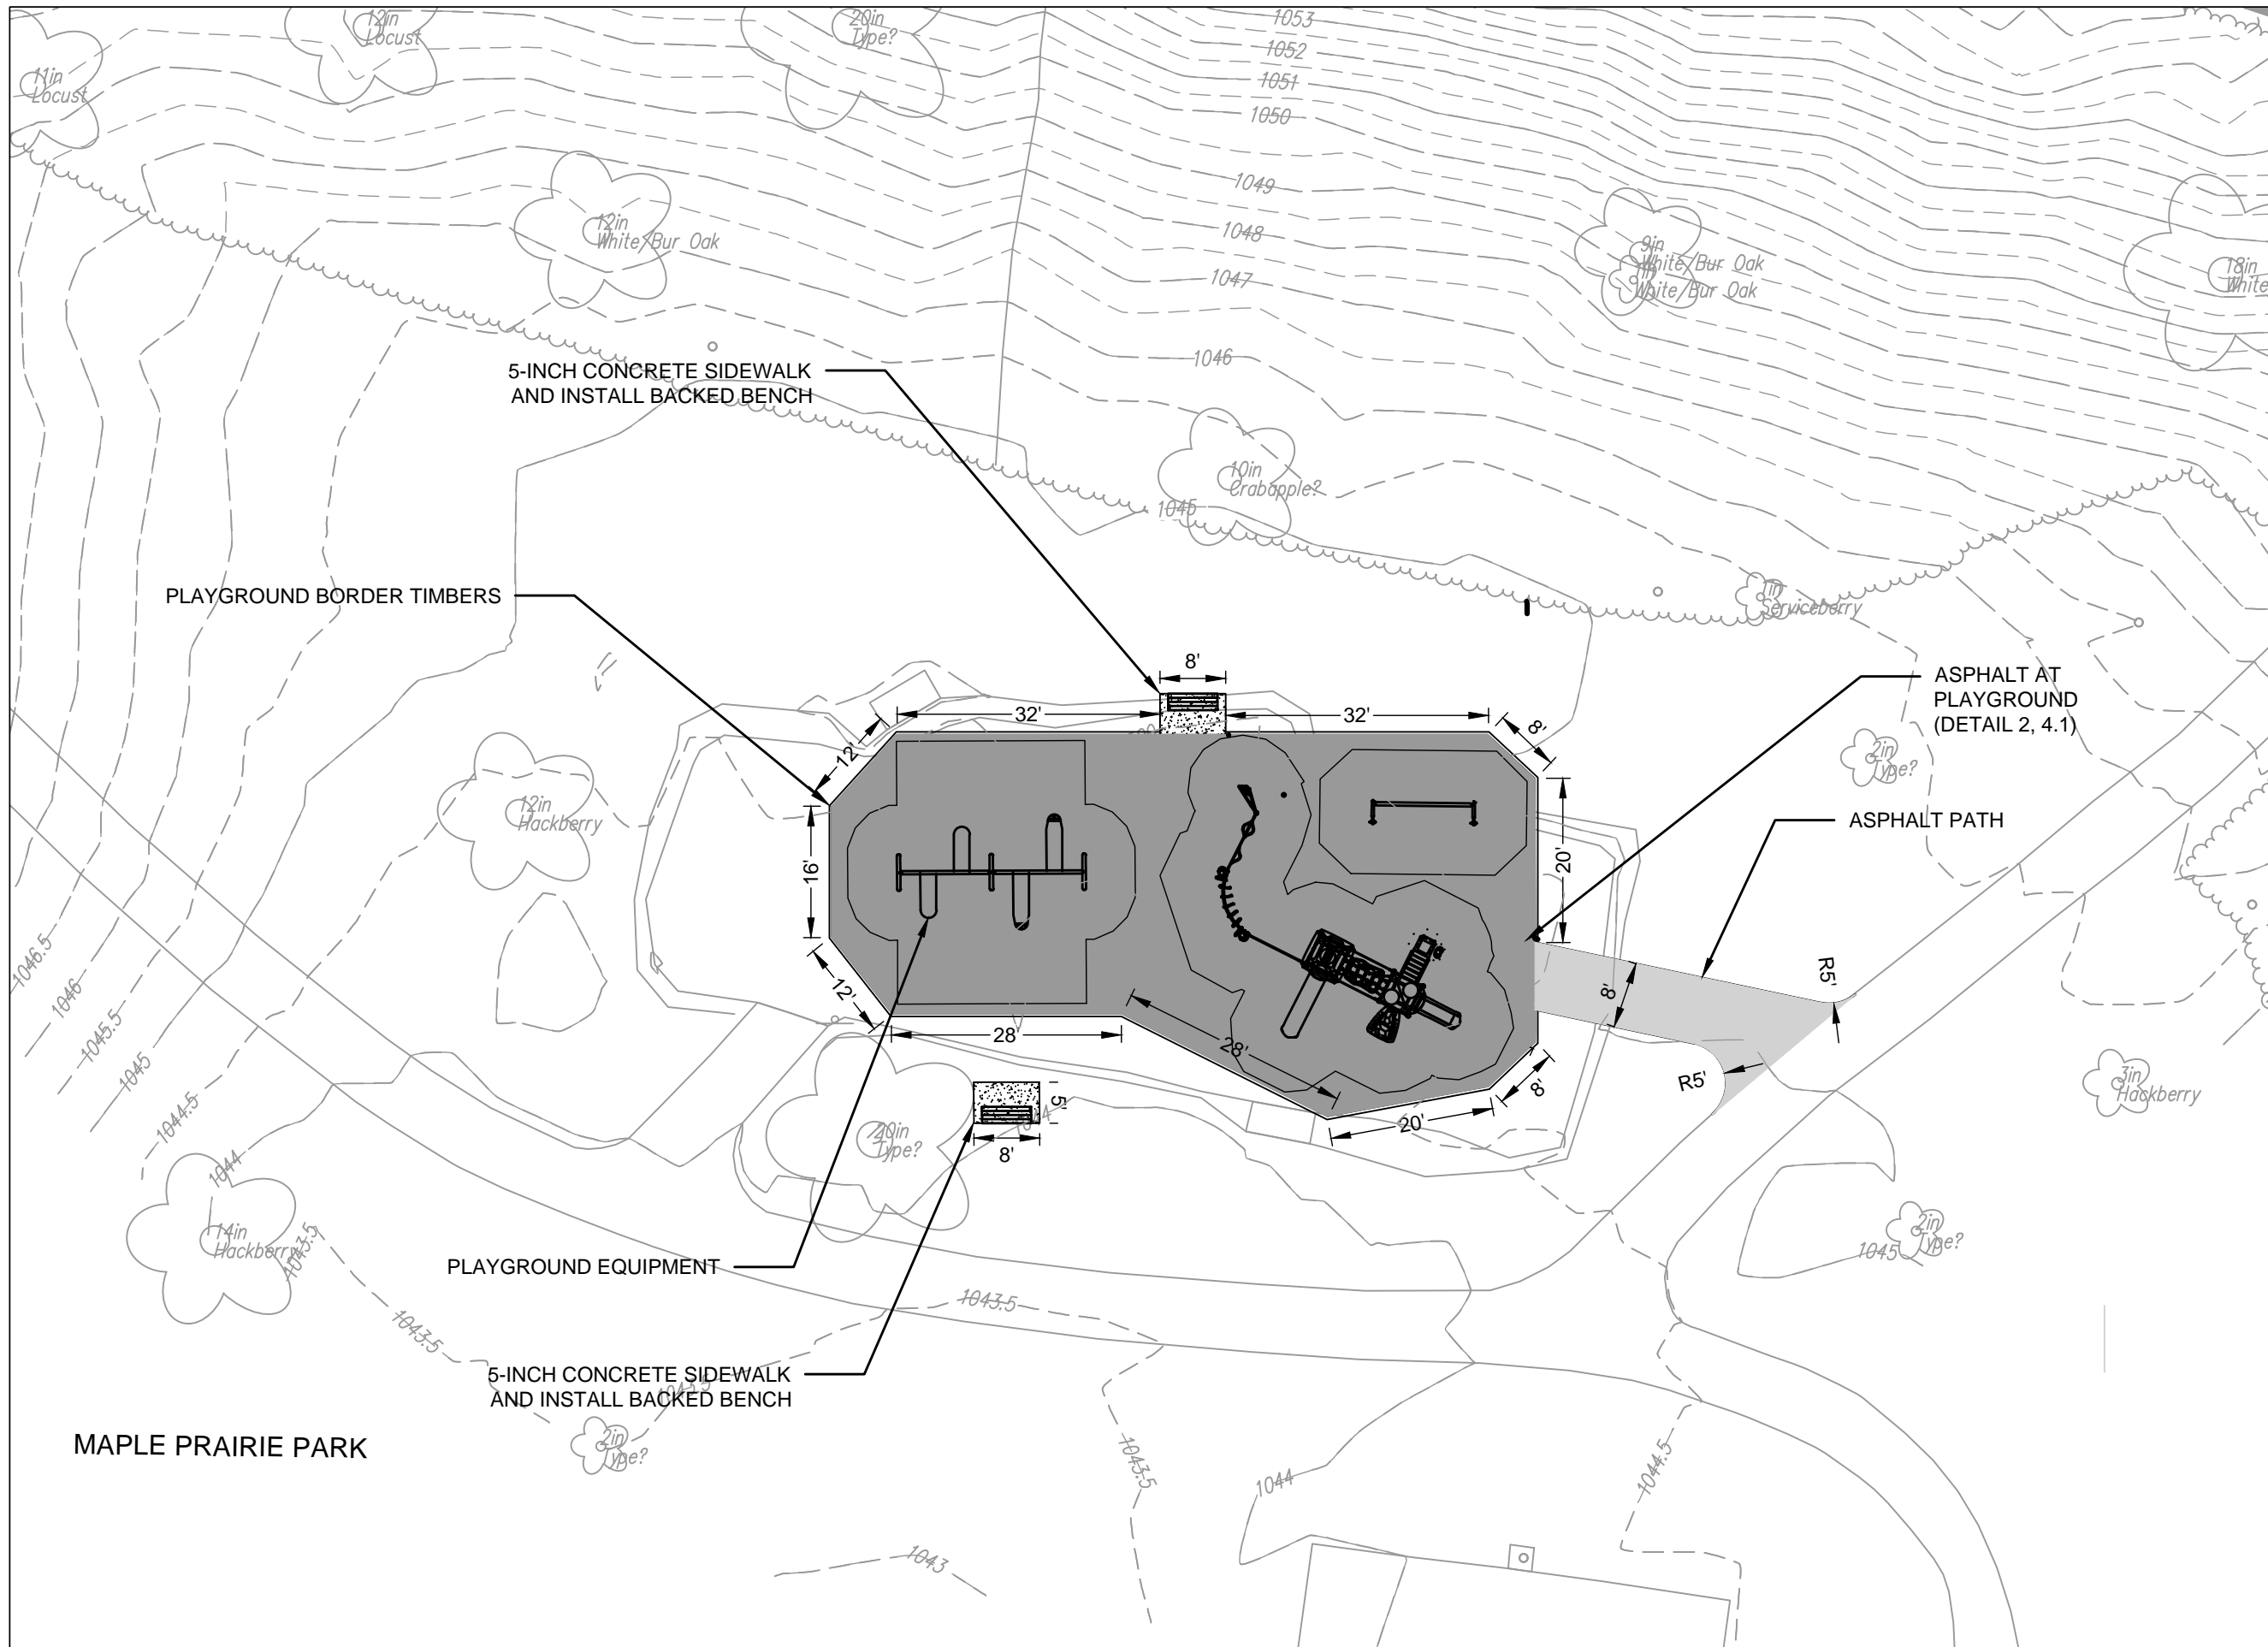 12in
Locust
20in
Type?
1053
1052
11in
Locust
1051
1050
1049
12in
White/Bur Oak
1048
9in
White/Bur Oak
1in
White/Bur Oak
18in
White
1047
1046
5-INCH CONCRETE SIDEWALK
AND INSTALL BACKED BENCH
10in
Crabapple?
1045
1in
Serviceberry
PLAYGROUND BORDER TIMBERS
8'
ASPHALT AT
PLAYGROUND
(DETAIL 2, 4.1)
32'
32'
8'
12'
2in
Type?
12in
Hackberry
ASPHALT PATH
16'
20'
1046.5
1046
1045.5
1045
1044.5
1044
12'
28'
28'
8'
R5'
R5'
8'
20'
3in
Hackberry
5'
8'
20in
Type?
14in
Hackberry
1043.5
2in
Type?
1045
PLAYGROUND EQUIPMENT
1043.5
1043.5
5-INCH CONCRETE SIDEWALK
AND INSTALL BACKED BENCH
1043.5
MAPLE PRAIRIE PARK
2in
Type?
1043.5
1044
1044.5
1043